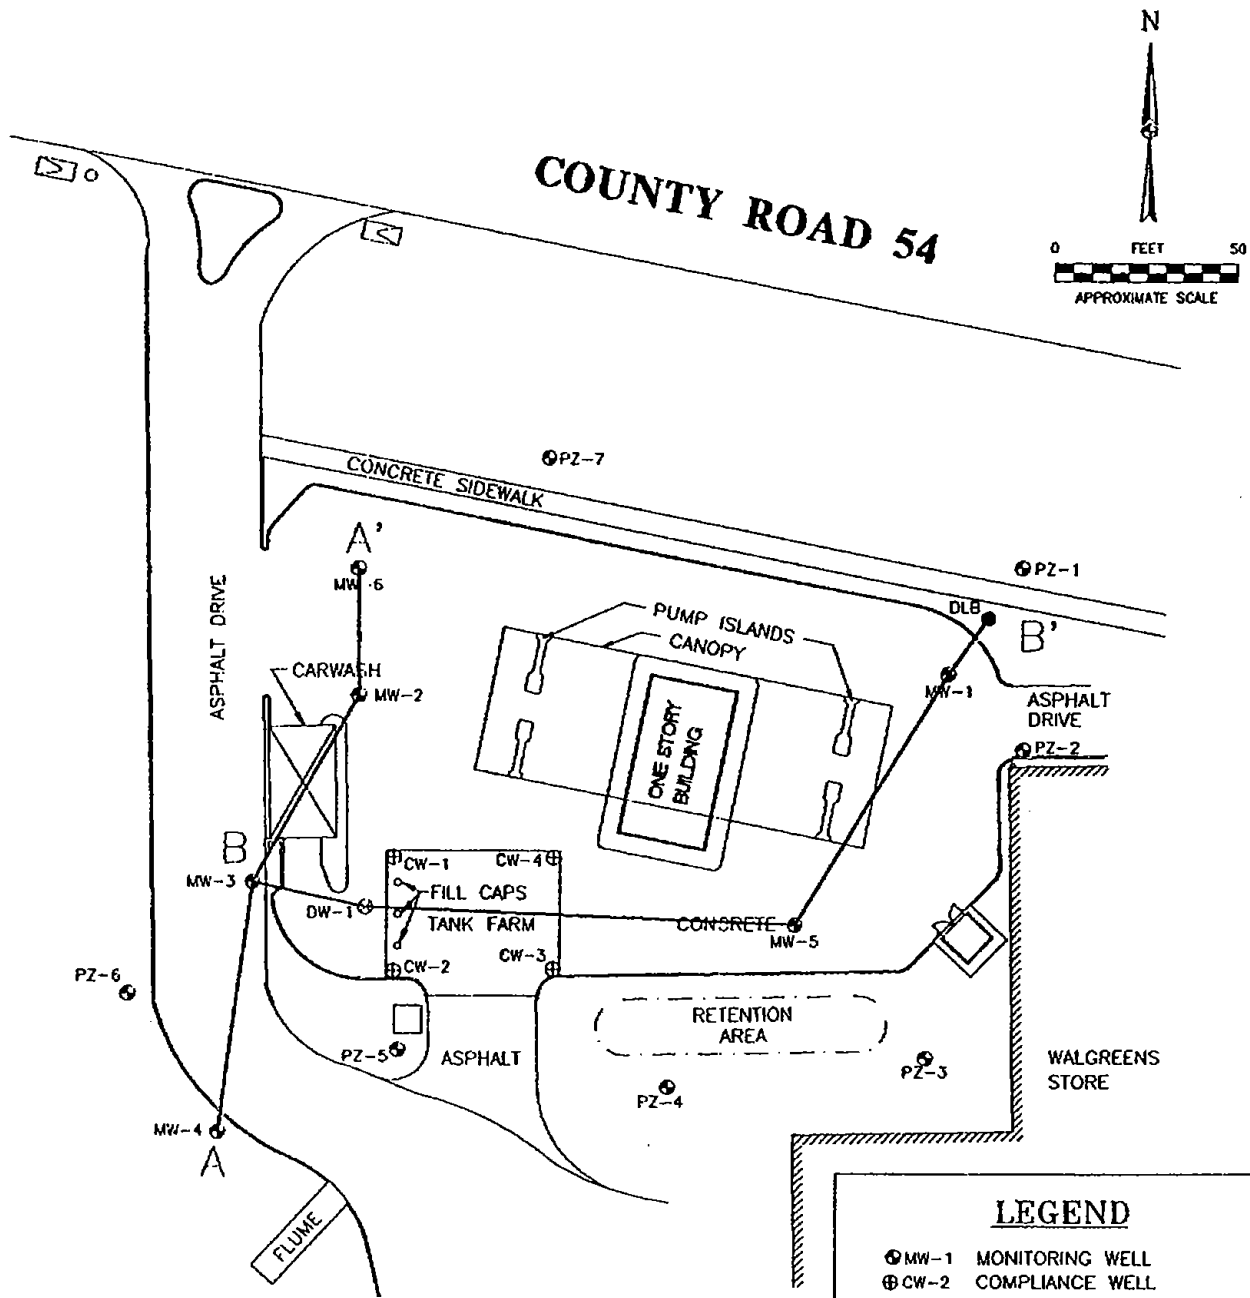 N
COUNTY ROAD 54
0 FEET 50
APPROXIMATE SCALE
PZ-7
CONCRETE SIDEWALK
A'
MW-6
PZ-1
DLB
B'
ASPHALT DRIVE
PUMP ISLANDS
CANOPY
CARWASH
MW-2
MW-1
ASPHALT
DRIVE
PZ-2
ONE STORY
BUILDING
B
MW-3
CW-1
CW-4
FILL CAPS
DW-1
TANK FARM
CONCRETE
MW-5
CW-2
CW-3
PZ-6
RETENTION
AREA
PZ-5
ASPHALT
PZ-3
PZ-4
WALGREENS
STORE
MW-4
A
FLUME
LEGEND
MW-1 MONITORING WELL
CW-2 COMPLIANCE WELL